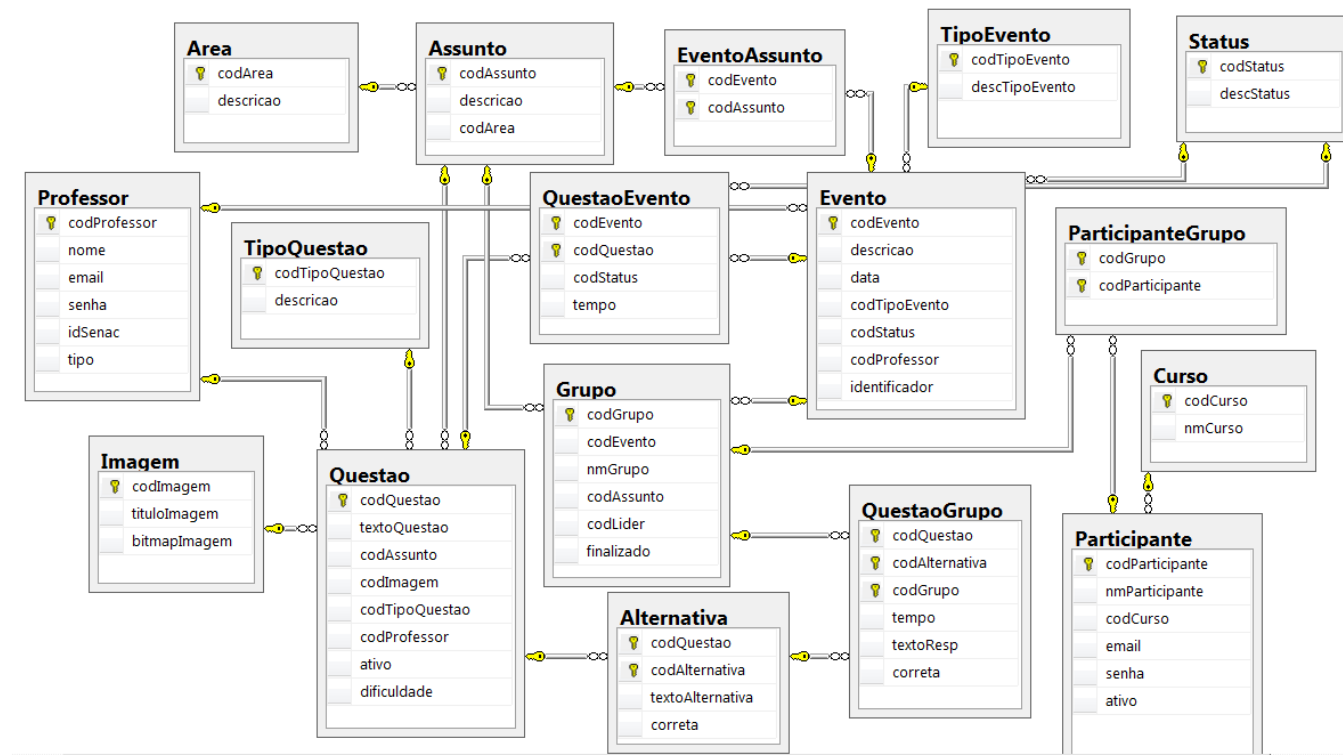 Area
codArea
descricao
Assunto
codAssunto
descricao
codArea
EventoAssunto
codEvento
codAssunto
TipoEvento
codTipoEvento
descTipoEvento
Status
codStatus
descStatus
Professor
codProfessor
nome
email
senha
idSenac
tipo
TipoQuestao
codTipoQuestao
descricao
QuestaoEvento
codEvento
codQuestao
codStatus
tempo
Evento
codEvento
descricao
data
codTipoEvento
codStatus
codProfessor
identificador
ParticipanteGrupo
codGrupo
codParticipante
Curso
codCurso
nmCurso
Grupo
codGrupo
codEvento
nmGrupo
codAssunto
codLider
finalizado
Imagem
codImagem
tituloImagem
bitmapImagem
Questao
codQuestao
textoQuestao
codAssunto
codImagem
codTipoQuestao
codProfessor
ativo
dificuldade
QuestaoGrupo
codQuestao
codAlternativa
codGrupo
tempo
textoResp
correta
Participante
codParticipante
nmParticipante
codCurso
email
senha
ativo
Alternativa
codQuestao
codAlternativa
textoAlternativa
correta